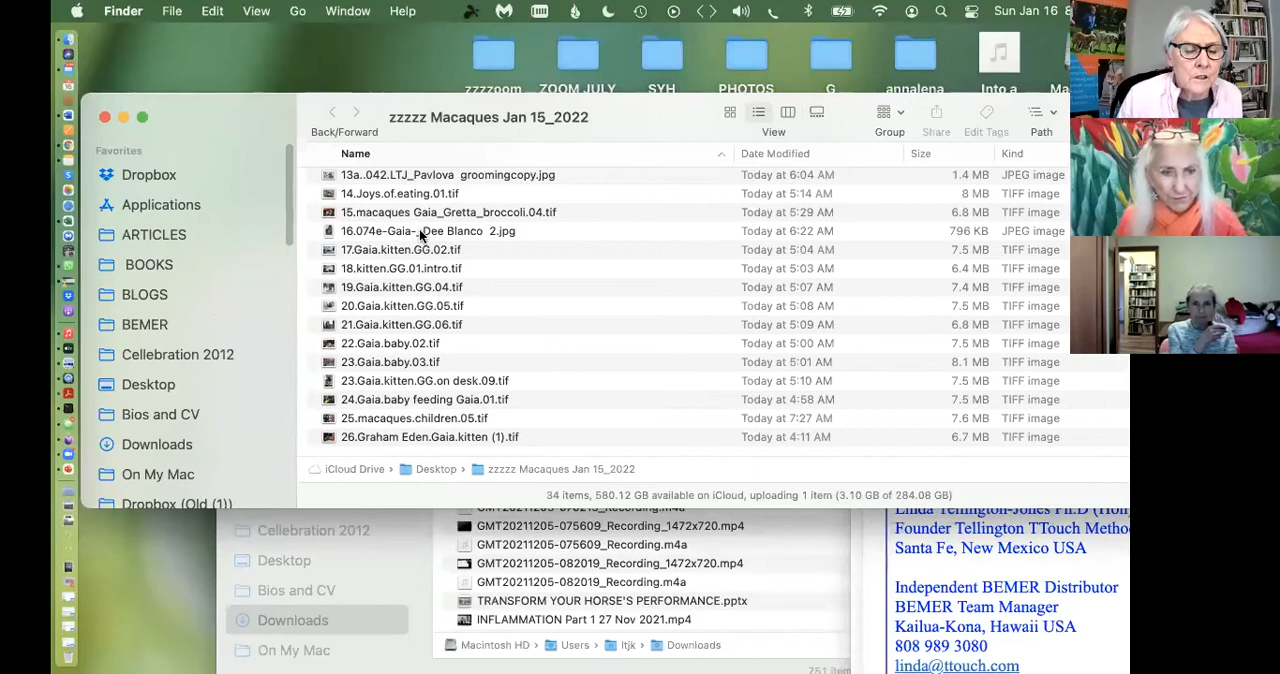 Finder File Edit View Go Window Help Sun Jan 16
zzzzoom ZOOM JULY SYH PHOTOS G annalena Into a
zzzzz Macaques Jan 15_2022
Back/Forward View Group Share Edit Tags Path
Favorites
Dropbox
Applications
ARTICLES
BOOKS
BLOGS
BEMER
Cellebration 2012
Desktop
Bios and CV
Downloads
On My Mac
Dropbox (Old (1))
Name Date Modified Size Kind
13a..042.LTJ_Pavlova groomingcopy.jpg Today at 6:04 AM 1.4 MB JPEG image
14.Joys.of.eating.01.tif Today at 5:14 AM 8 MB TIFF image
15.macaques Gaia_Gretta_broccoli.04.tif Today at 5:29 AM 6.8 MB TIFF image
16.074e-Gaia-_Dee Blanco 2.jpg Today at 6:22 AM 796 KB JPEG image
17.Gaia.kitten.GG.02.tif Today at 5:04 AM 7.5 MB TIFF image
18.kitten.GG.01.intro.tif Today at 5:03 AM 6.4 MB TIFF image
19.Gaia.kitten.GG.04.tif Today at 5:07 AM 7.4 MB TIFF image
20.Gaia.kitten.GG.05.tif Today at 5:08 AM 7.5 MB TIFF image
21.Gaia.kitten.GG.06.tif Today at 5:09 AM 6.8 MB TIFF image
22.Gaia.baby.02.tif Today at 5:00 AM 7.5 MB TIFF image
23.Gaia.baby.03.tif Today at 5:01 AM 8.1 MB TIFF image
23.Gaia.kitten.GG.on desk.09.tif Today at 5:10 AM 7.5 MB TIFF image
24.Gaia.baby feeding Gaia.01.tif Today at 4:58 AM 7.5 MB TIFF image
25.macaques.children.05.tif Today at 7:27 AM 7.6 MB TIFF image
26.Graham Eden.Gaia.kitten (1).tif Today at 4:11 AM 6.7 MB TIFF image
iCloud Drive Desktop zzzzz Macaques Jan 15_2022
34 items, 580.12 GB available on iCloud, uploading 1 item (3.10 GB of 284.08 GB)
Cellebration 2012
Desktop
Bios and CV
Downloads
On My Mac
GMT20211205-075609_Recording_1472x720.mp4
GMT20211205-075609_Recording.m4a
GMT20211205-082019_Recording_1472x720.mp4
GMT20211205-082019_Recording.m4a
TRANSFORM YOUR HORSE'S PERFORMANCE.pptx
INFLAMMATION Part 1 27 Nov 2021.mp4
Macintosh HD Users ltjk Downloads
Linda Tellington-Jones Ph.D (Hon
Founder Tellington TTouch Metho
Santa Fe, New Mexico USA
Independent BEMER Distributor
BEMER Team Manager
Kailua-Kona, Hawaii USA
808 989 3080
linda@ttouch.com